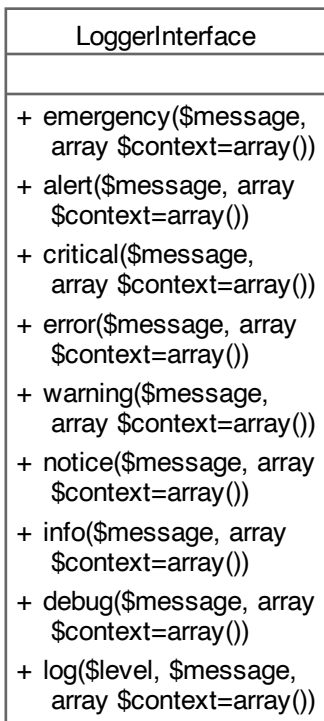 LoggerInterface
+ emergency($message,
array $context=array())
+ alert($message, array
$context=array())
+ critical($message,
array $context=array())
+ error($message, array
$context=array())
+ warning($message,
array $context=array())
+ notice($message, array
$context=array())
+ info($message, array
$context=array())
+ debug($message, array
$context=array())
+ log($level, $message,
array $context=array())